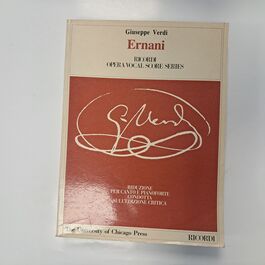 Giuseppe Verdi
Ernani
RICORDI
OPERA VOCAL SCORE SERIES
G. Verdi
RIDUZIONE
PER CANTO E PIANOFORTE
CONDOTTA
SULL'EDIZIONE CRITICA
The University of Chicago Press
RICORDI